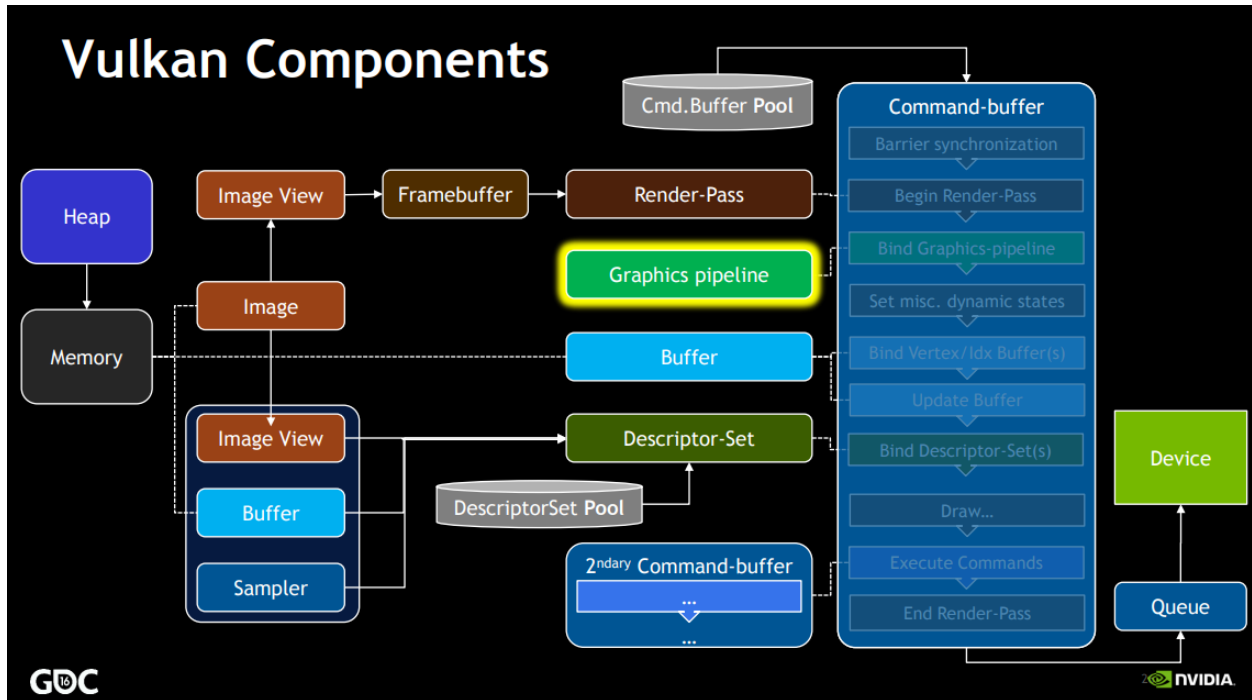 Vulkan Components
Cmd.Buffer Pool
Command-buffer
Barrier synchronization
Heap
Image View
Framebuffer
Render-Pass
Begin Render-Pass
Graphics pipeline
Bind Graphics-pipeline
Image
Set misc. dynamic states
Memory
Buffer
Bind Vertex/Idx Buffer(s)
Update Buffer
Image View
Descriptor-Set
Bind Descriptor-Set(s)
Device
DescriptorSet Pool
Buffer
Draw...
2ndary Command-buffer
Execute Commands
Sampler
...
...
End Render-Pass
Queue
GDC 16
2
NVIDIA.